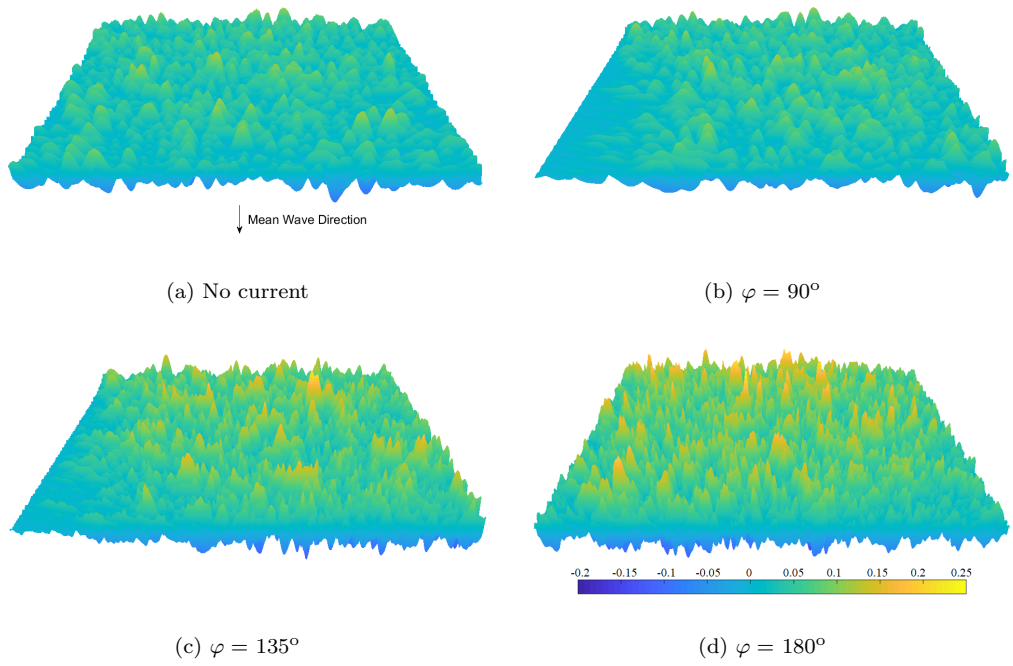 Mean Wave Direction
(a) No current
(b) φ = 90°
-0.2 -0.15 -0.1 -0.05 0 0.05 0.1 0.15 0.2 0.25
(c) φ = 135°
(d) φ = 180°